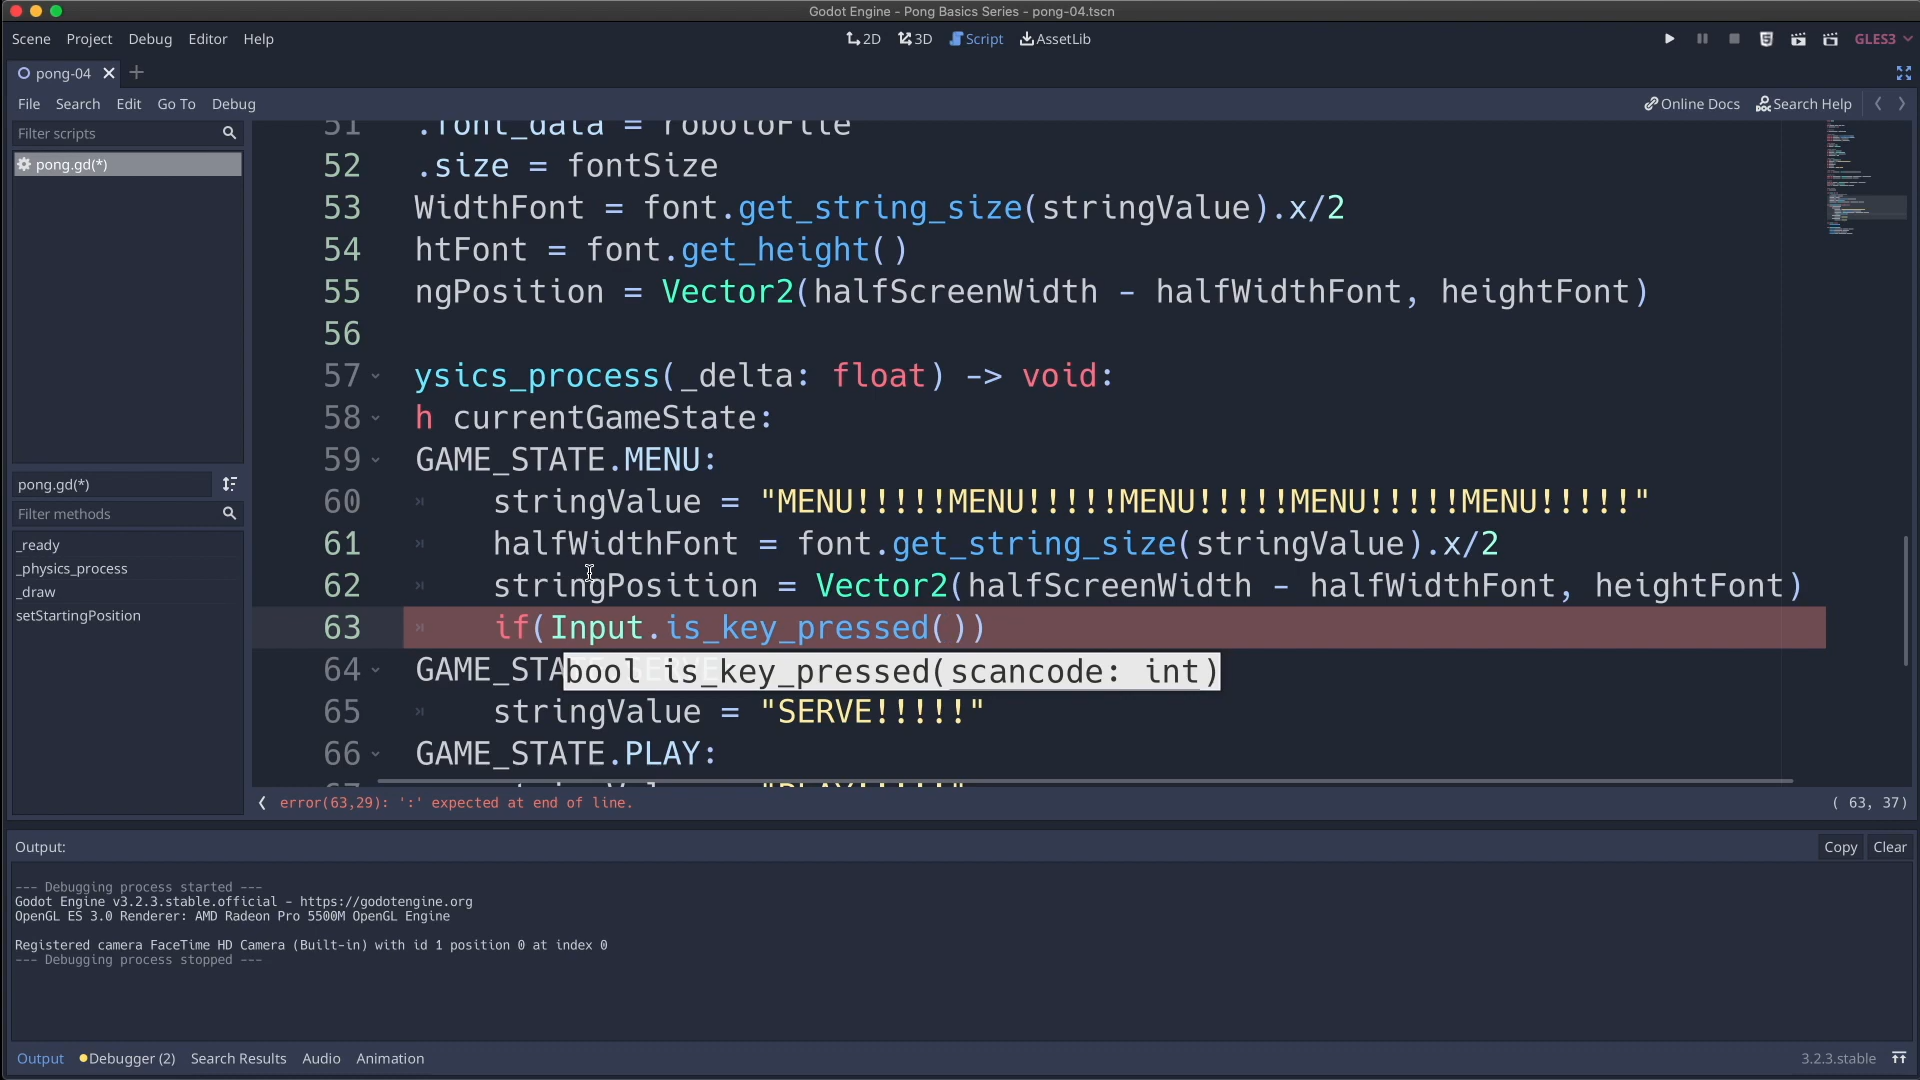 Godot Engine - Pong Basics Series - pong-04.tscn
Scene Project Debug Editor Help 2D 3D Script AssetLib GLES3
pong-04
File Search Edit Go To Debug Online Docs Search Help
Filter scripts
pong.gd(*)
pong.gd(*)
Filter methods
_ready
_physics_process
_draw
setStartingPosition
51 .font_data = robotoFile
52 .size = fontSize
53 WidthFont = font.get_string_size(stringValue).x/2
54 htFont = font.get_height()
55 ngPosition = Vector2(halfScreenWidth - halfWidthFont, heightFont)
56
57 ysics_process(_delta: float) -> void:
58 h currentGameState:
59 GAME_STATE.MENU:
60 stringValue = "MENU!!!!!MENU!!!!!MENU!!!!!MENU!!!!!MENU!!!!!"
61 halfWidthFont = font.get_string_size(stringValue).x/2
62 stringPosition = Vector2(halfScreenWidth - halfWidthFont, heightFont)
63 if(Input.is_key_pressed())
64 GAME_STA
bool is_key_pressed(scancode: int)
65 stringValue = "SERVE!!!!!"
66 GAME_STATE.PLAY:
error(63,29): ':' expected at end of line. ( 63, 37)
Output: Copy Clear
--- Debugging process started ---
Godot Engine v3.2.3.stable.official - https://godotengine.org
OpenGL ES 3.0 Renderer: AMD Radeon Pro 5500M OpenGL Engine
Registered camera FaceTime HD Camera (Built-in) with id 1 position 0 at index 0
--- Debugging process stopped ---
Output Debugger (2) Search Results Audio Animation 3.2.3.stable